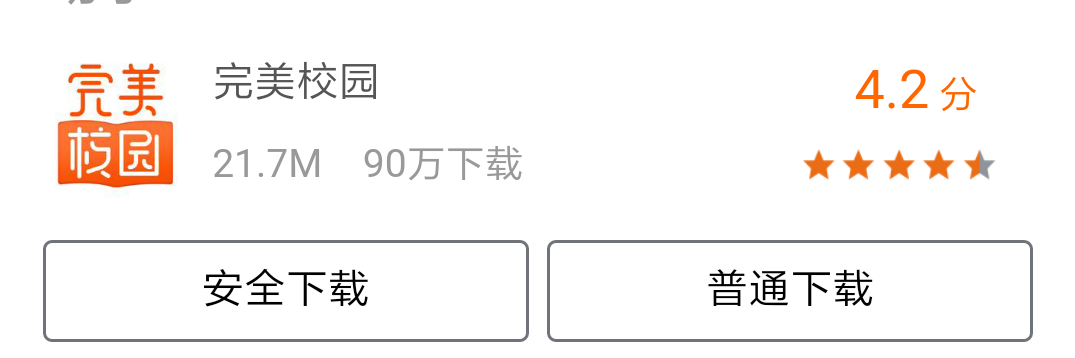 完美
校园
完美校园
21.7M 90万下载
4.2 分
安全下载
普通下载